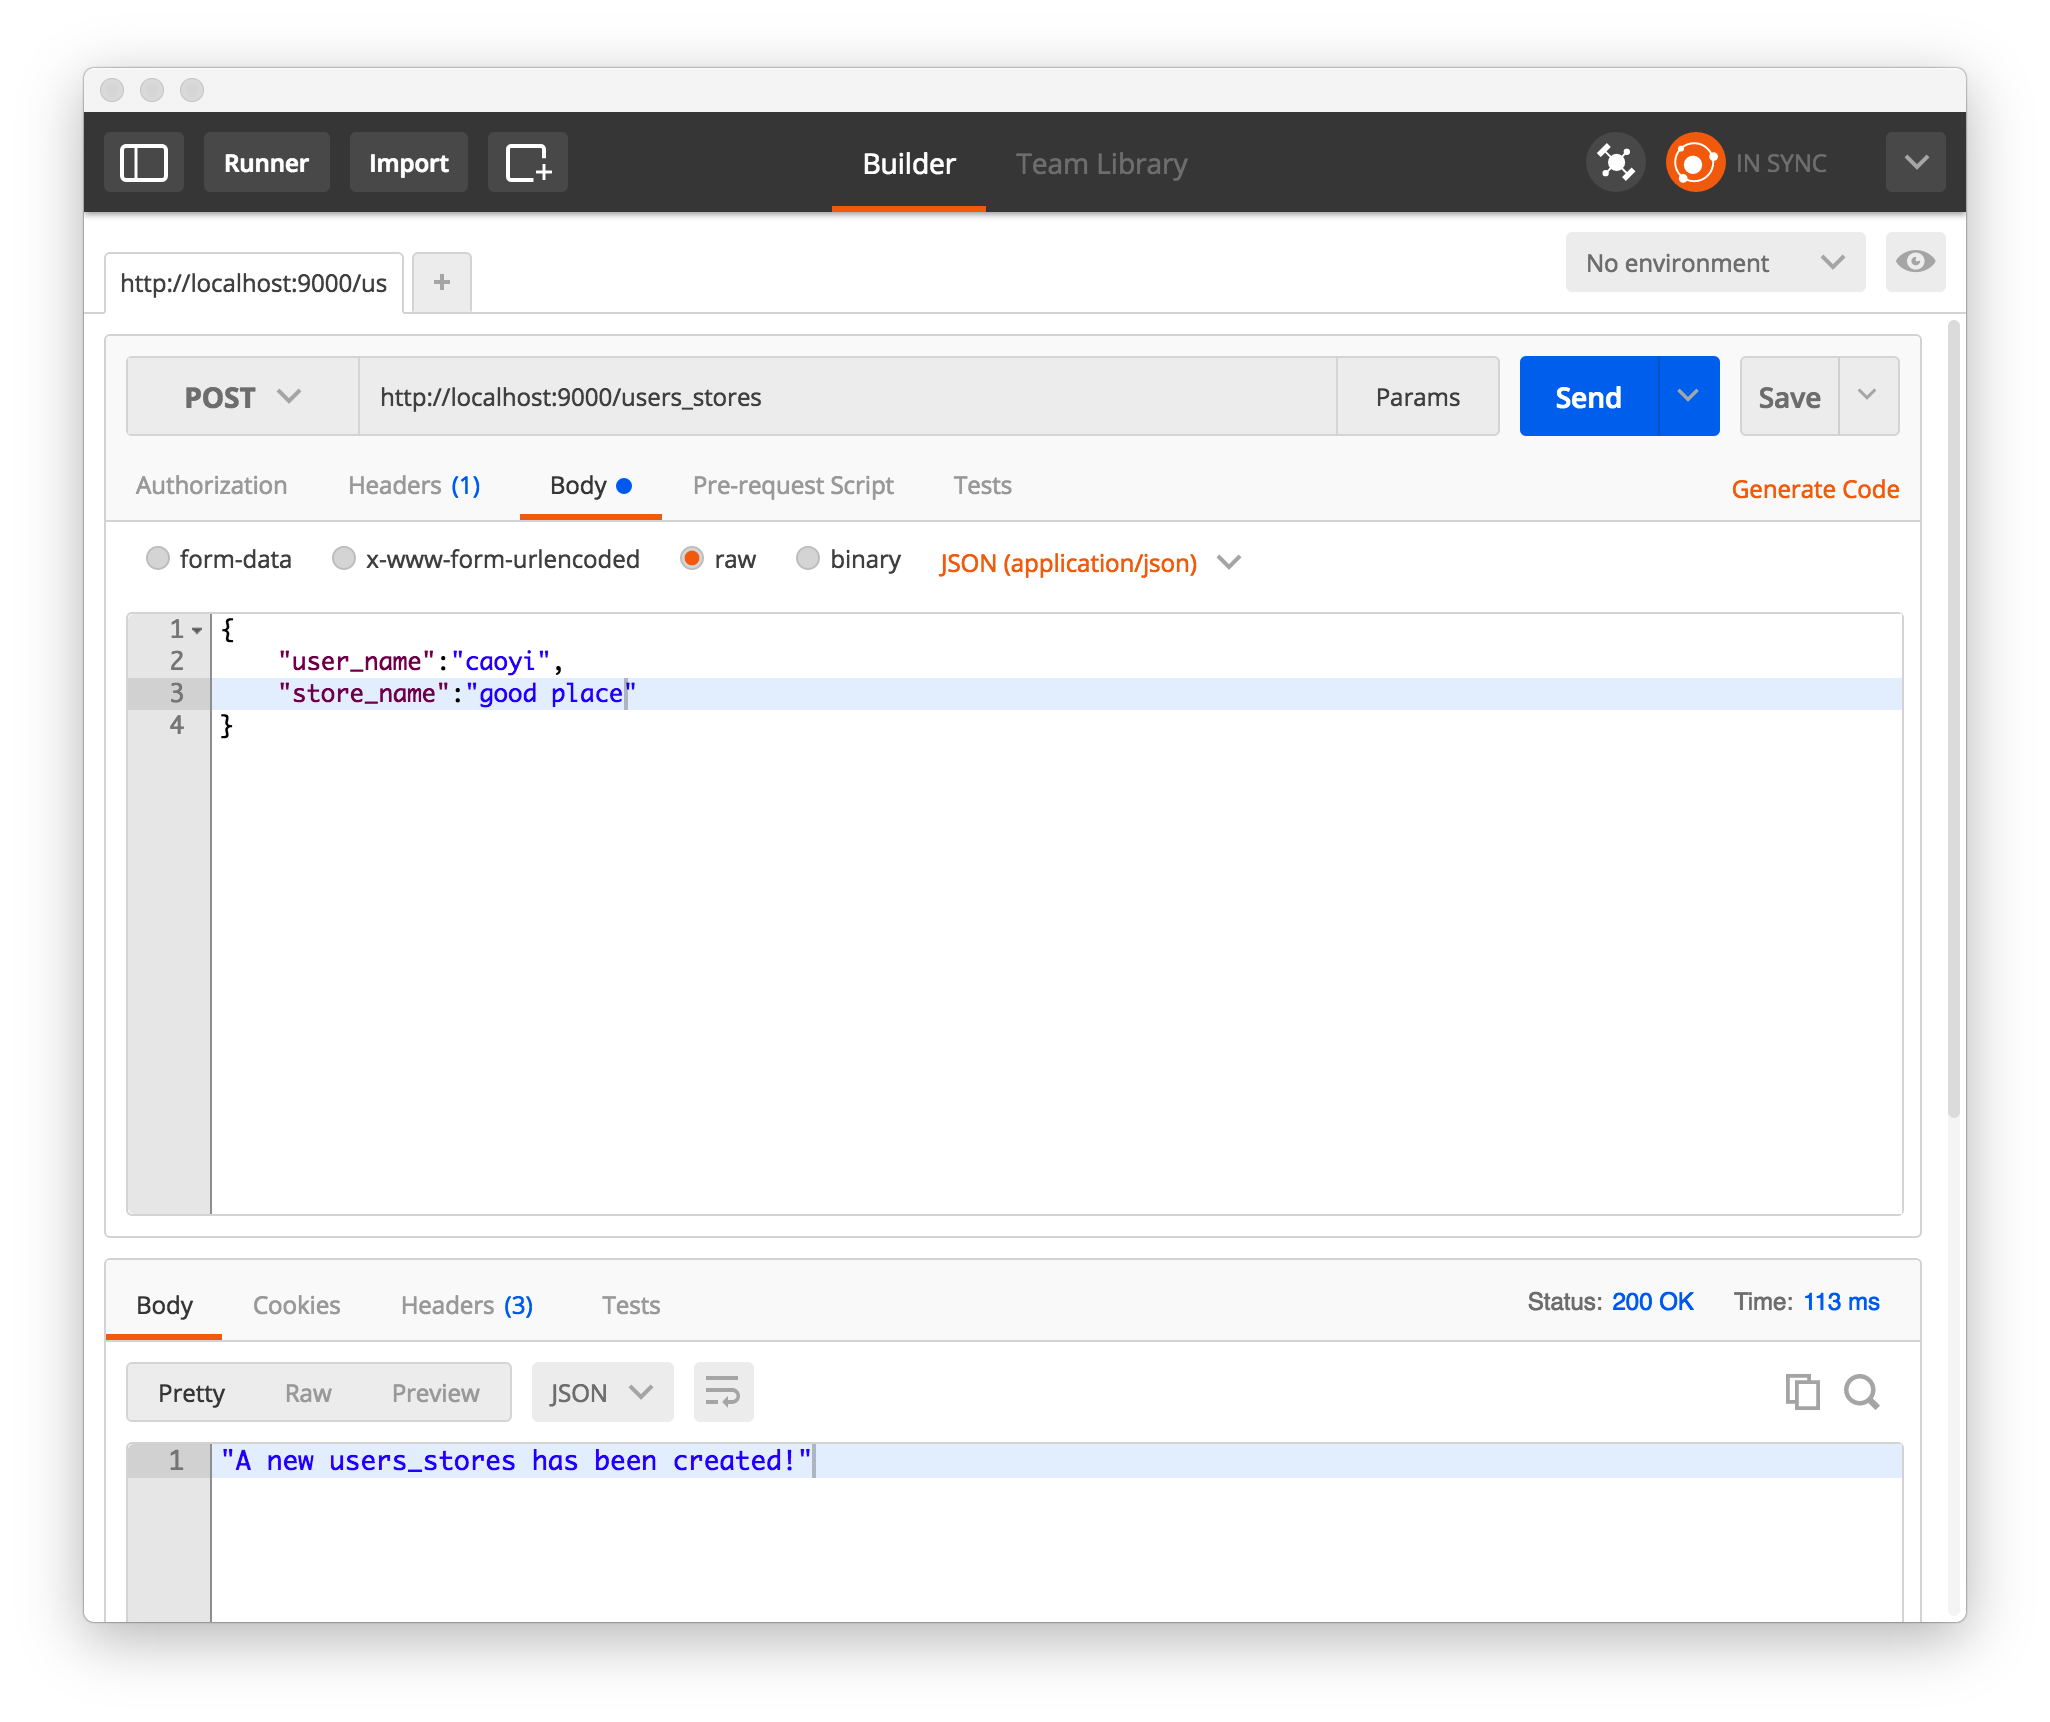 Runner Import Builder Team Library IN SYNC
http://localhost:9000/us + No environment
POST http://localhost:9000/users_stores Params Send Save
Authorization Headers (1) Body Pre-request Script Tests Generate Code
form-data x-www-form-urlencoded raw binary JSON (application/json)
1 {
2 "user_name":"caoyi",
3 "store_name":"good place"
4 }
Body Cookies Headers (3) Tests Status: 200 OK Time: 113 ms
Pretty Raw Preview JSON
1 "A new users_stores has been created!"